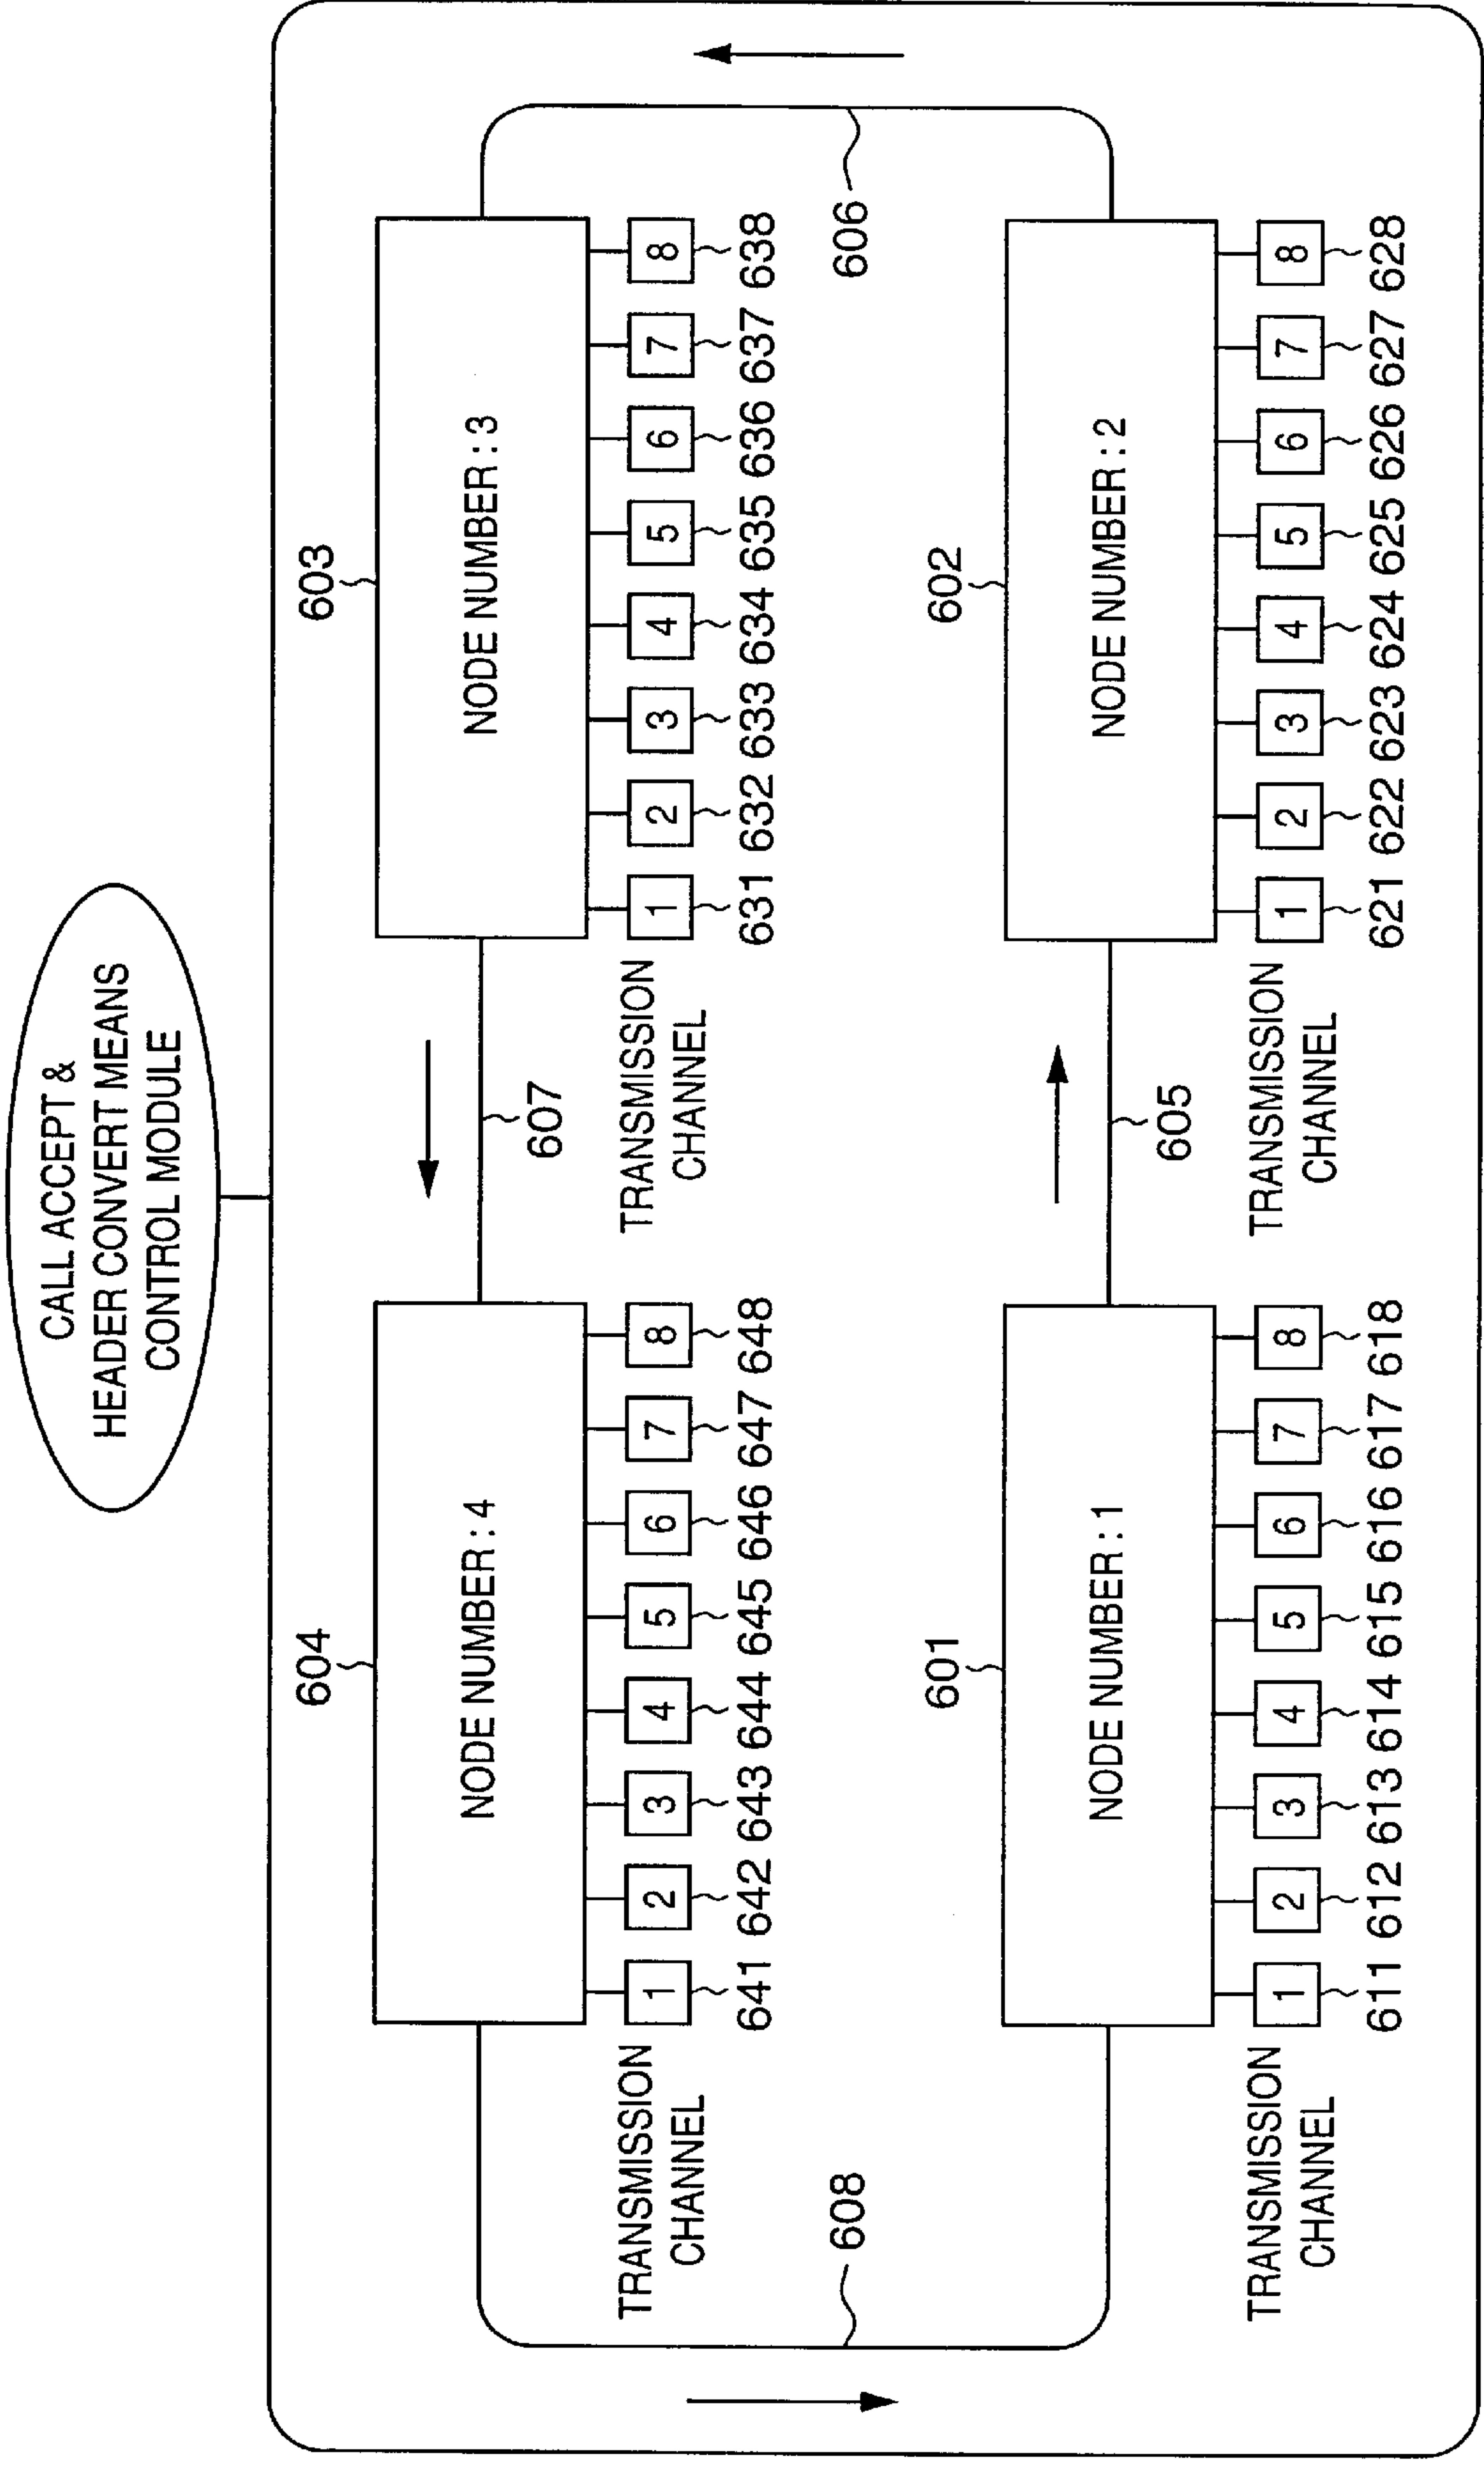 CALL ACCEPT &
HEADER CONVERT MEANS
CONTROL MODULE
604
NODE NUMBER : 4
TRANSMISSION
CHANNEL
1 2 3 4 5 6 7 8
641 642 643 644 645 646 647 648
607
603
NODE NUMBER : 3
TRANSMISSION
CHANNEL
1 2 3 4 5 6 7 8
631 632 633 634 635 636 637 638
608
606
601
NODE NUMBER : 1
TRANSMISSION
CHANNEL
1 2 3 4 5 6 7 8
611 612 613 614 615 616 617 618
605
602
NODE NUMBER : 2
TRANSMISSION
CHANNEL
1 2 3 4 5 6 7 8
621 622 623 624 625 626 627 628